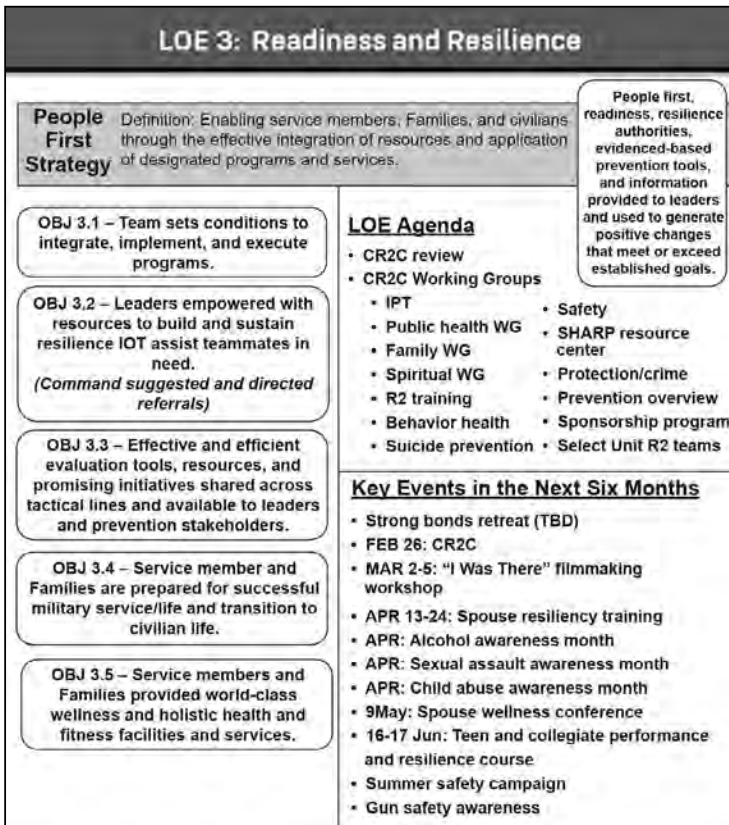 LOE 3: Readiness and Resilience
People
First
Strategy
Definition: Enabling service members, Families, and civilians
through the effective integration of resources and application
of designated programs and services.
People first,
readiness, resilience
authorities,
evidenced-based
prevention tools,
and information
provided to leaders
and used to generate
positive changes
that meet or exceed
established goals.
OBJ 3.1 – Team sets conditions to
integrate, implement, and execute
programs.
OBJ 3.2 – Leaders empowered with
resources to build and sustain
resilience IOT assist teammates in
need.
(Command suggested and directed
referrals)
OBJ 3.3 – Effective and efficient
evaluation tools, resources, and
promising initiatives shared across
tactical lines and available to leaders
and prevention stakeholders.
OBJ 3.4 – Service member and
Families are prepared for successful
military service/life and transition to
civilian life.
OBJ 3.5 – Service members and
Families provided world-class
wellness and holistic health and
fitness facilities and services.
LOE Agenda
• CR2C review
• CR2C Working Groups
• IPT
• Public health WG
• Family WG
• Spiritual WG
• R2 training
• Behavior health
• Suicide prevention
• Safety
• SHARP resource
center
• Protection/crime
• Prevention overview
• Sponsorship program
• Select Unit R2 teams
Key Events in the Next Six Months
• Strong bonds retreat (TBD)
• FEB 26: CR2C
• MAR 2-5: “I Was There” filmmaking
workshop
• APR 13-24: Spouse resiliency training
• APR: Alcohol awareness month
• APR: Sexual assault awareness month
• APR: Child abuse awareness month
• 9May: Spouse wellness conference
• 16-17 Jun: Teen and collegiate performance
and resilience course
• Summer safety campaign
• Gun safety awareness